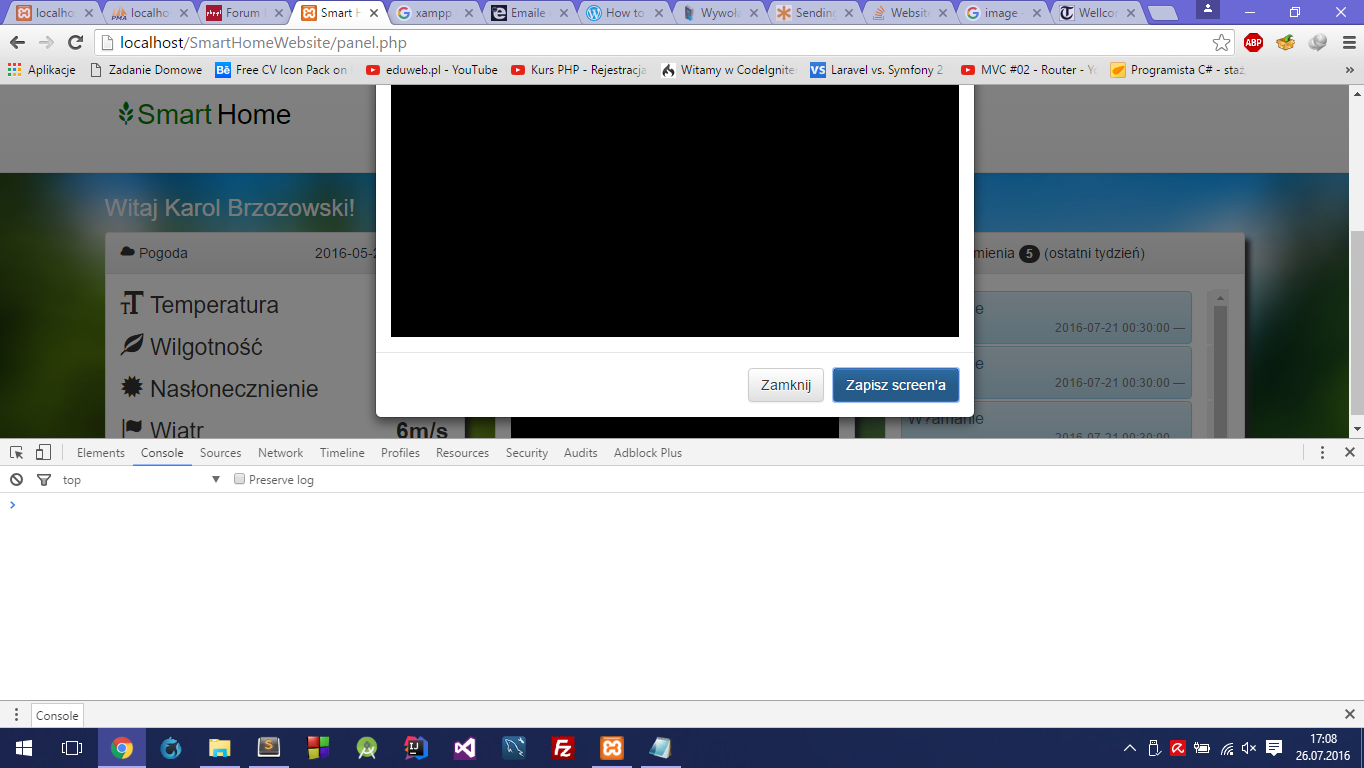 localho
localho
Forum
Smart H
xampp
Emaile
How to
Wywoła
Sending
Website
image
Wellcon
localhost/SmartHomeWebsite/panel.php
ABP
Aplikacje
Zadanie Domowe
Bē Free CV Icon Pack on
eduweb.pl - YouTube
Kurs PHP - Rejestracja
Witamy w CodeIgnite
VS Laravel vs. Symfony 2
MVC #02 - Router - Yo
Programista C# - staż
»
Smart Home
Witaj Karol Brzozowski!
Pogoda
2016-05-2
mienia 5 (ostatni tydzień)
Temperatura
Wilgotność
Nasłonecznienie
Wiatr
6m/s
e
2016-07-21 00:30:00 —
e
2016-07-21 00:30:00 —
W?amanie
2016-07-21 00:30:00 —
Zamknij
Zapisz screen'a
Elements
Console
Sources
Network
Timeline
Profiles
Resources
Security
Audits
Adblock Plus
top
Preserve log
Console
17:08
26.07.2016